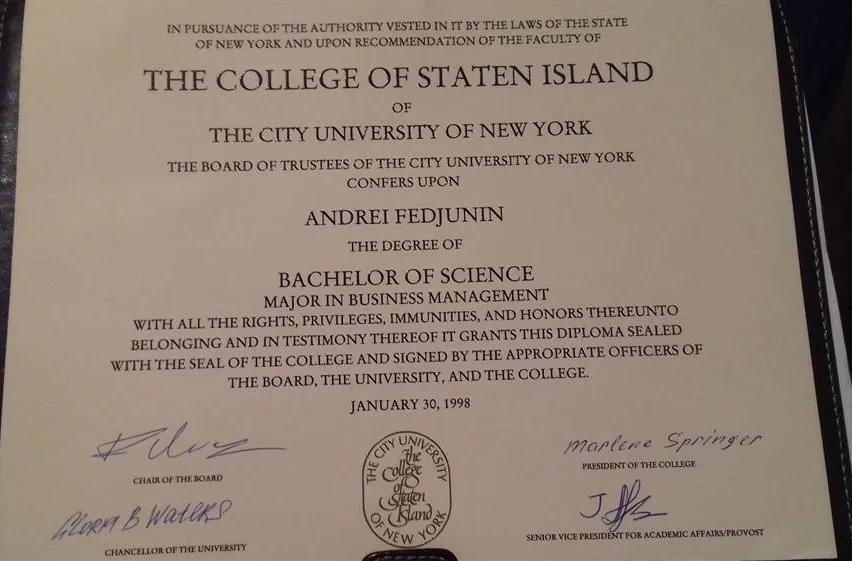 IN PURSUANCE OF THE AUTHORITY VESTED IN IT BY THE LAWS OF THE STATE
OF NEW YORK AND UPON RECOMMENDATION OF THE FACULTY OF
THE COLLEGE OF STATEN ISLAND
OF
THE CITY UNIVERSITY OF NEW YORK
THE BOARD OF TRUSTEES OF THE CITY UNIVERSITY OF NEW YORK
CONFERS UPON
ANDREI FEDJUNIN
THE DEGREE OF
BACHELOR OF SCIENCE
MAJOR IN BUSINESS MANAGEMENT
WITH ALL THE RIGHTS, PRIVILEGES, IMMUNITIES, AND HONORS THEREUNTO
BELONGING AND IN TESTIMONY THEREOF IT GRANTS THIS DIPLOMA SEALED
WITH THE SEAL OF THE COLLEGE AND SIGNED BY THE APPROPRIATE OFFICERS OF
THE BOARD, THE UNIVERSITY, AND THE COLLEGE.
JANUARY 30, 1998
CHAIR OF THE BOARD
Marlene Springer
PRESIDENT OF THE COLLEGE
Gloria B Waters
CHANCELLOR OF THE UNIVERSITY
SENIOR VICE PRESIDENT FOR ACADEMIC AFFAIRS/PROVOST
THE CITY UNIVERSITY
OF NEW YORK
The
College
of
Staten
Island